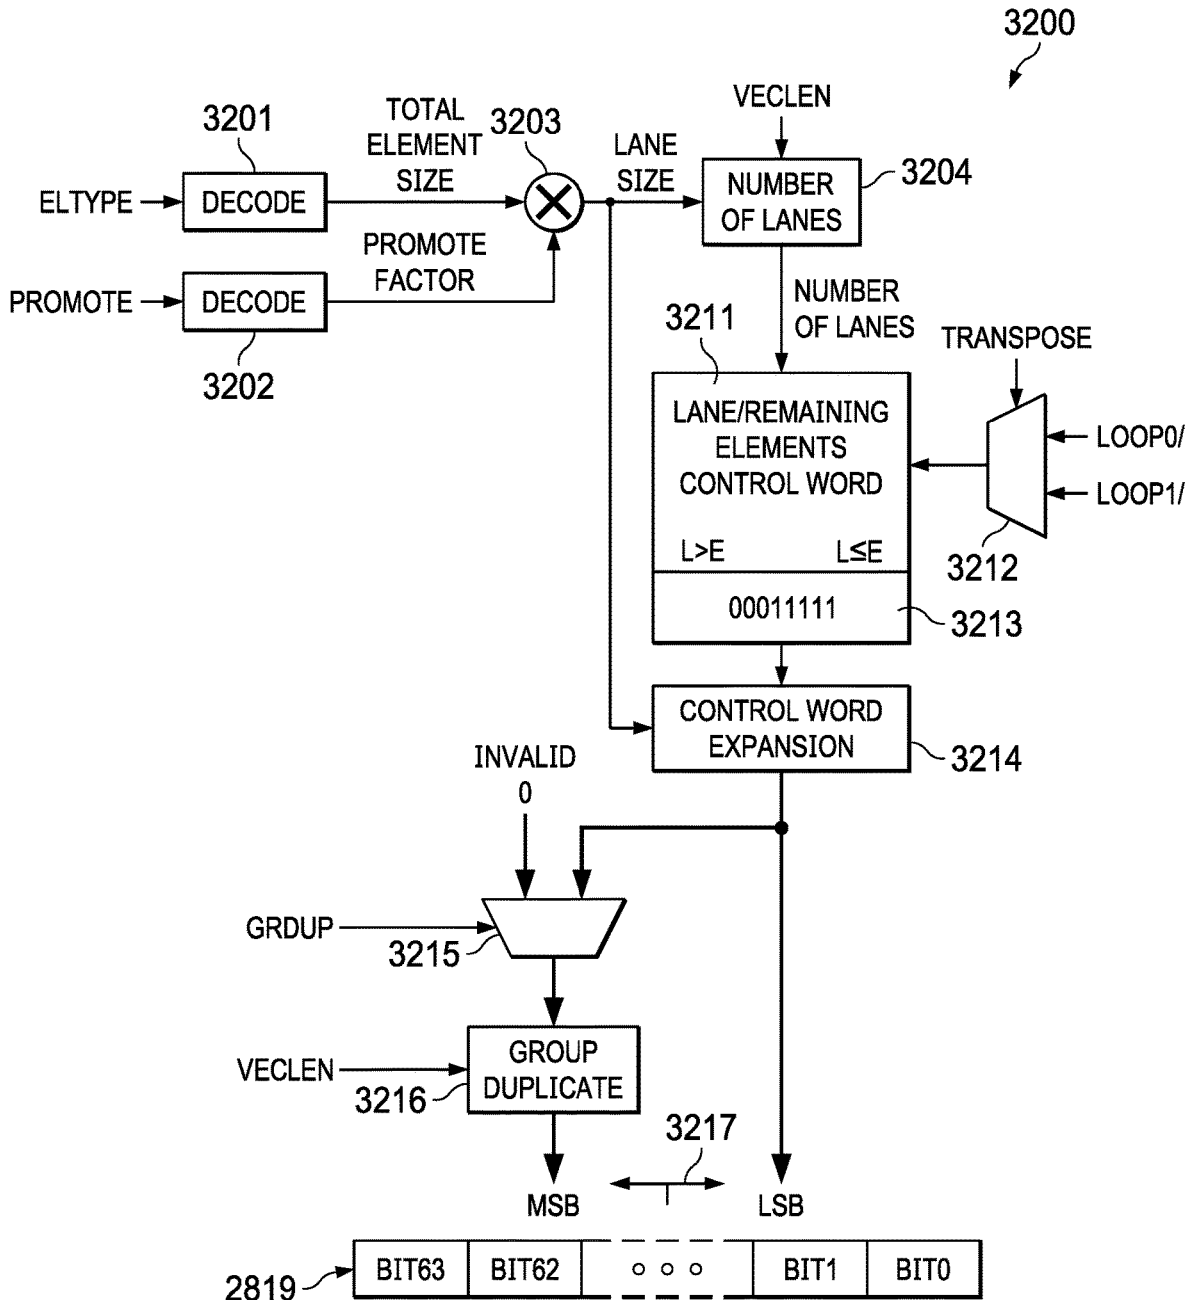 3200
VECLEN
3201
TOTAL
ELEMENT
SIZE
3203
LANE
SIZE
ELTYPE
DECODE
NUMBER
OF LANES
3204
PROMOTE
FACTOR
PROMOTE
DECODE
3202
NUMBER
OF LANES
3211
TRANSPOSE
LANE/REMAINING
ELEMENTS
CONTROL WORD
LOOP0/
LOOP1/
L>E L≤E
3212
00011111
3213
CONTROL WORD
EXPANSION
3214
INVALID
0
GRDUP
3215
VECLEN
GROUP
DUPLICATE
3216
3217
MSB
LSB
2819
BIT63 BIT62 BIT1 BIT0